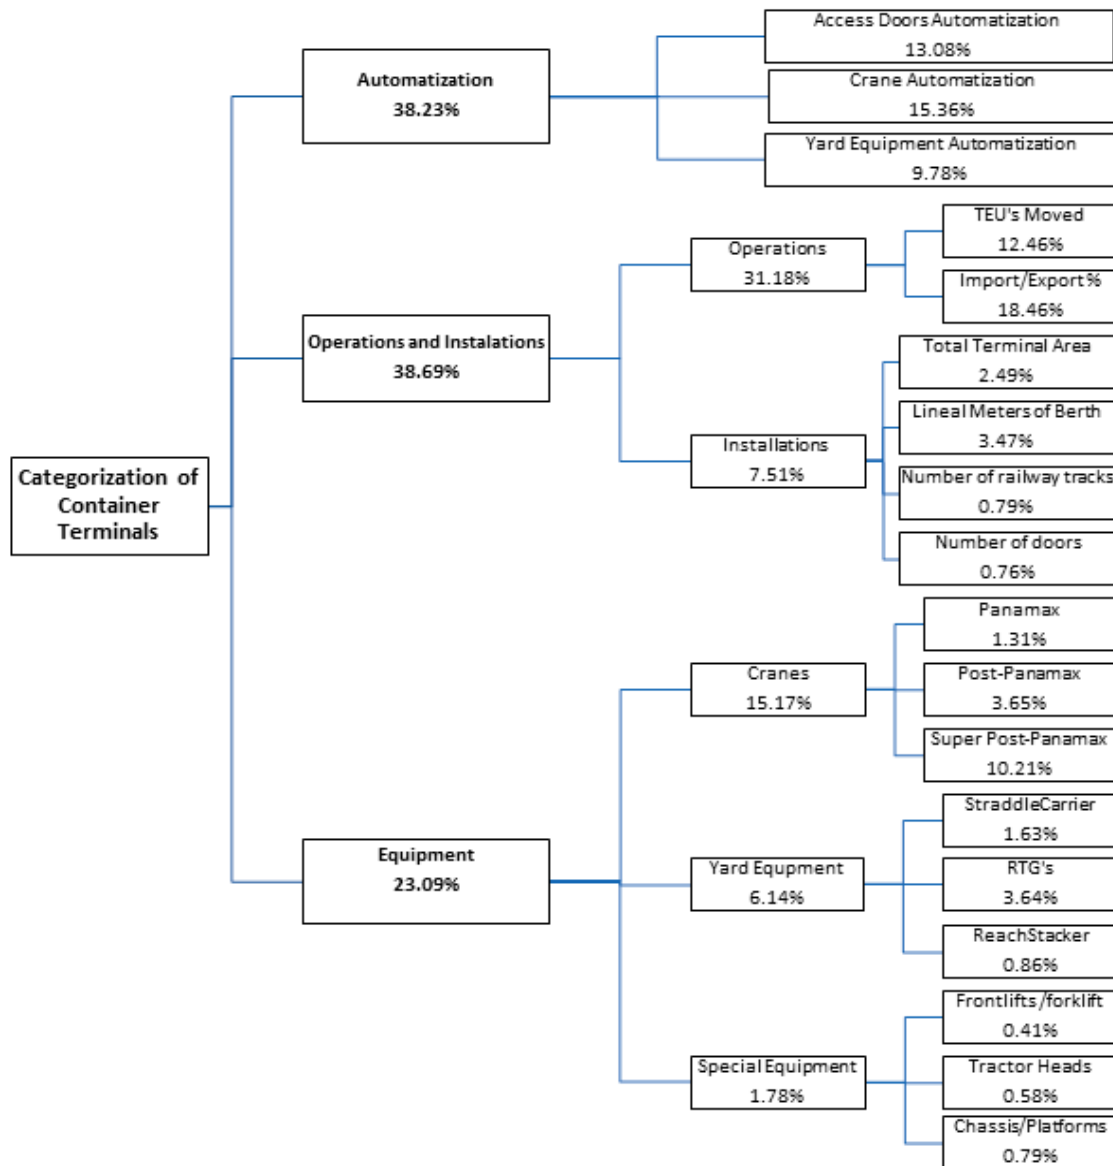 Categorization of
Container
Terminals
Automatization
38.23%
Access Doors Automatization
13.08%
Crane Automatization
15.36%
Yard Equipment Automatization
9.78%
Operations and Instalations
38.69%
Operations
31.18%
TEU's Moved
12.46%
Import/Export%
18.46%
Installations
7.51%
Total Terminal Area
2.49%
Lineal Meters of Berth
3.47%
Number of railway tracks
0.79%
Number of doors
0.76%
Equipment
23.09%
Cranes
15.17%
Panamax
1.31%
Post-Panamax
3.65%
Super Post-Panamax
10.21%
Yard Equpment
6.14%
StraddleCarrier
1.63%
RTG's
3.64%
ReachStacker
0.86%
Special Equipment
1.78%
Frontlifts/forklift
0.41%
Tractor Heads
0.58%
Chassis/Platforms
0.79%